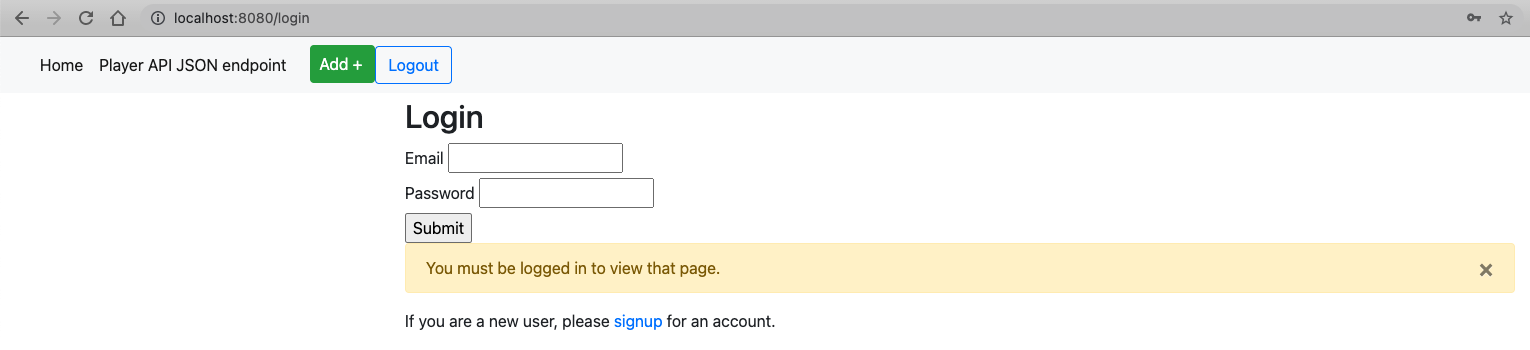 localhost:8080/login
Home Player API JSON endpoint Add + Logout
Login
Email
Password
Submit
You must be logged in to view that page. ×
If you are a new user, please signup for an account.